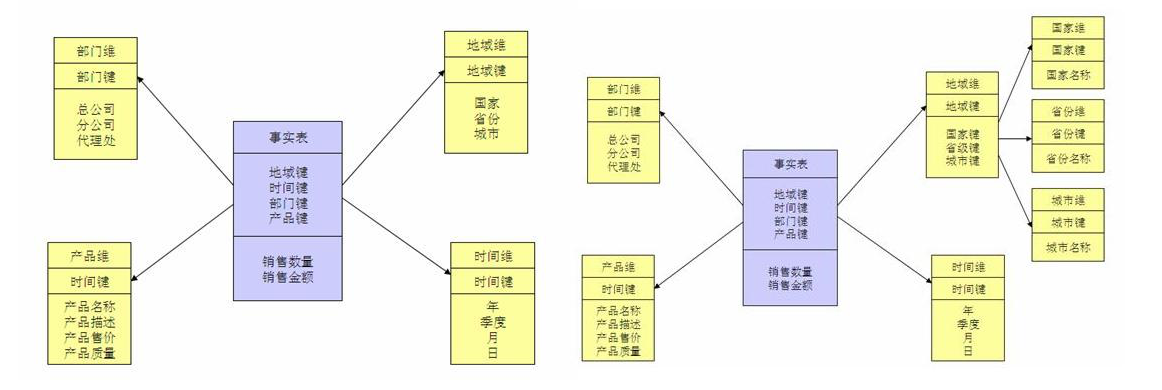 部门维
部门键
总公司
分公司
代理处
地域维
地域键
国家
省份
城市
事实表
地域键
时间键
部门键
产品键
销售数量
销售金额
产品维
时间键
产品名称
产品描述
产品售价
产品质量
时间维
时间键
年
季度
月
日
部门维
部门键
总公司
分公司
代理处
地域维
地域键
国家键
省级键
城市键
国家维
国家键
国家名称
省份维
省份键
省份名称
城市维
城市键
城市名称
事实表
地域键
时间键
部门键
产品键
销售数量
销售金额
产品维
时间键
产品名称
产品描述
产品售价
产品质量
时间维
时间键
年
季度
月
日